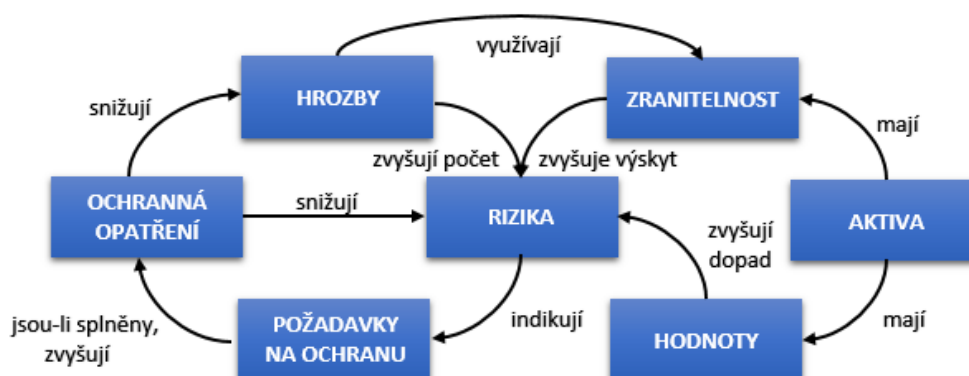 využívají
HROZBY
ZRANITELNOST
snižují
mají
zvyšují počet
zvyšuje výskyt
OCHRANNÁ
OPATŘENÍ
snižují
RIZIKA
zvyšují
dopad
AKTIVA
jsou-li splněny,
zvyšují
POŽADAVKY
NA OCHRANU
indikují
HODNOTY
mají